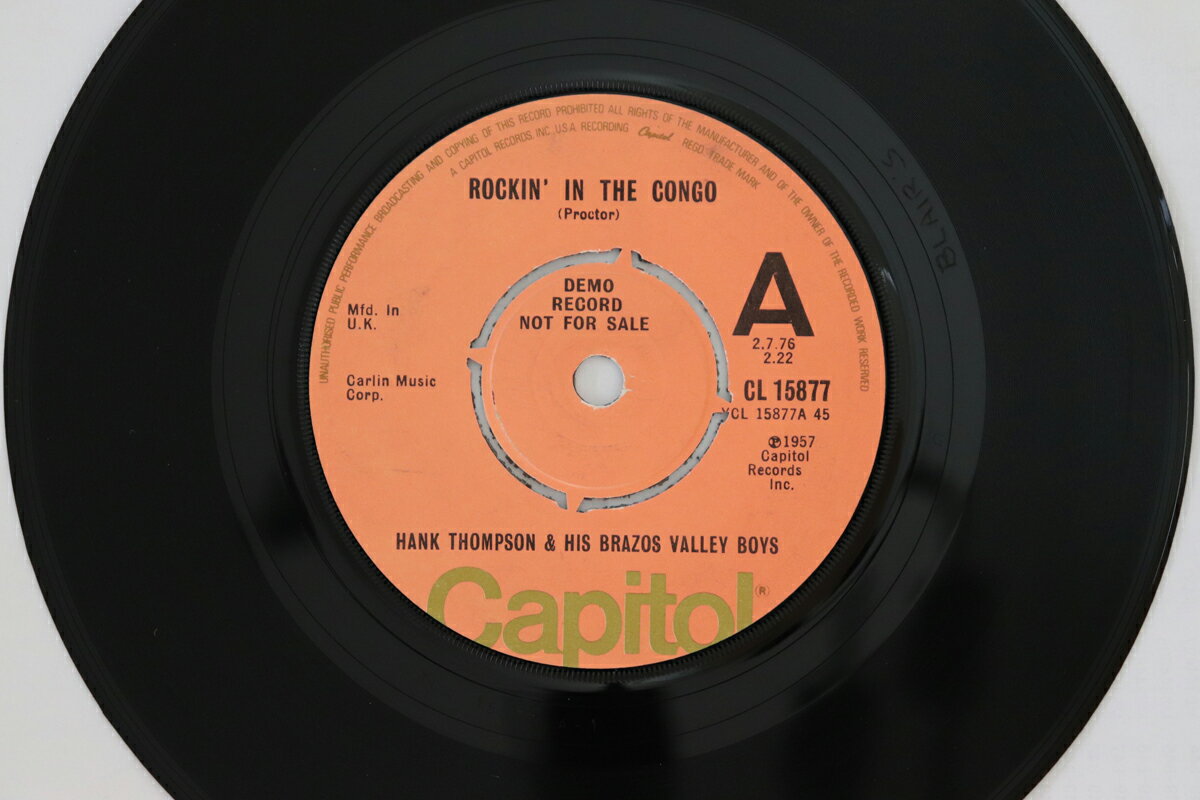 UNAUTHORISED PUBLIC PERFORMANCE BROADCASTING AND COPYING OF THIS RECORD PROHIBITED ALL RIGHTS OF THE MANUFACTURER AND OF THE OWNER OF THE RECORDED WORK RESERVED
A CAPITOL RECORDS, INC U.S.A. RECORDING Capitol REGD TRADE MARK
ROCKIN' IN THE CONGO
(Proctor)
DEMO
RECORD
NOT FOR SALE
A
2.7.76
2.22
Mfd. In
U.K.
Carlin Music
Corp.
CL 15877
YCL 15877A 45
℗1957
Capitol
Records
Inc.
HANK THOMPSON & HIS BRAZOS VALLEY BOYS
Capitol®
BLAIR'S